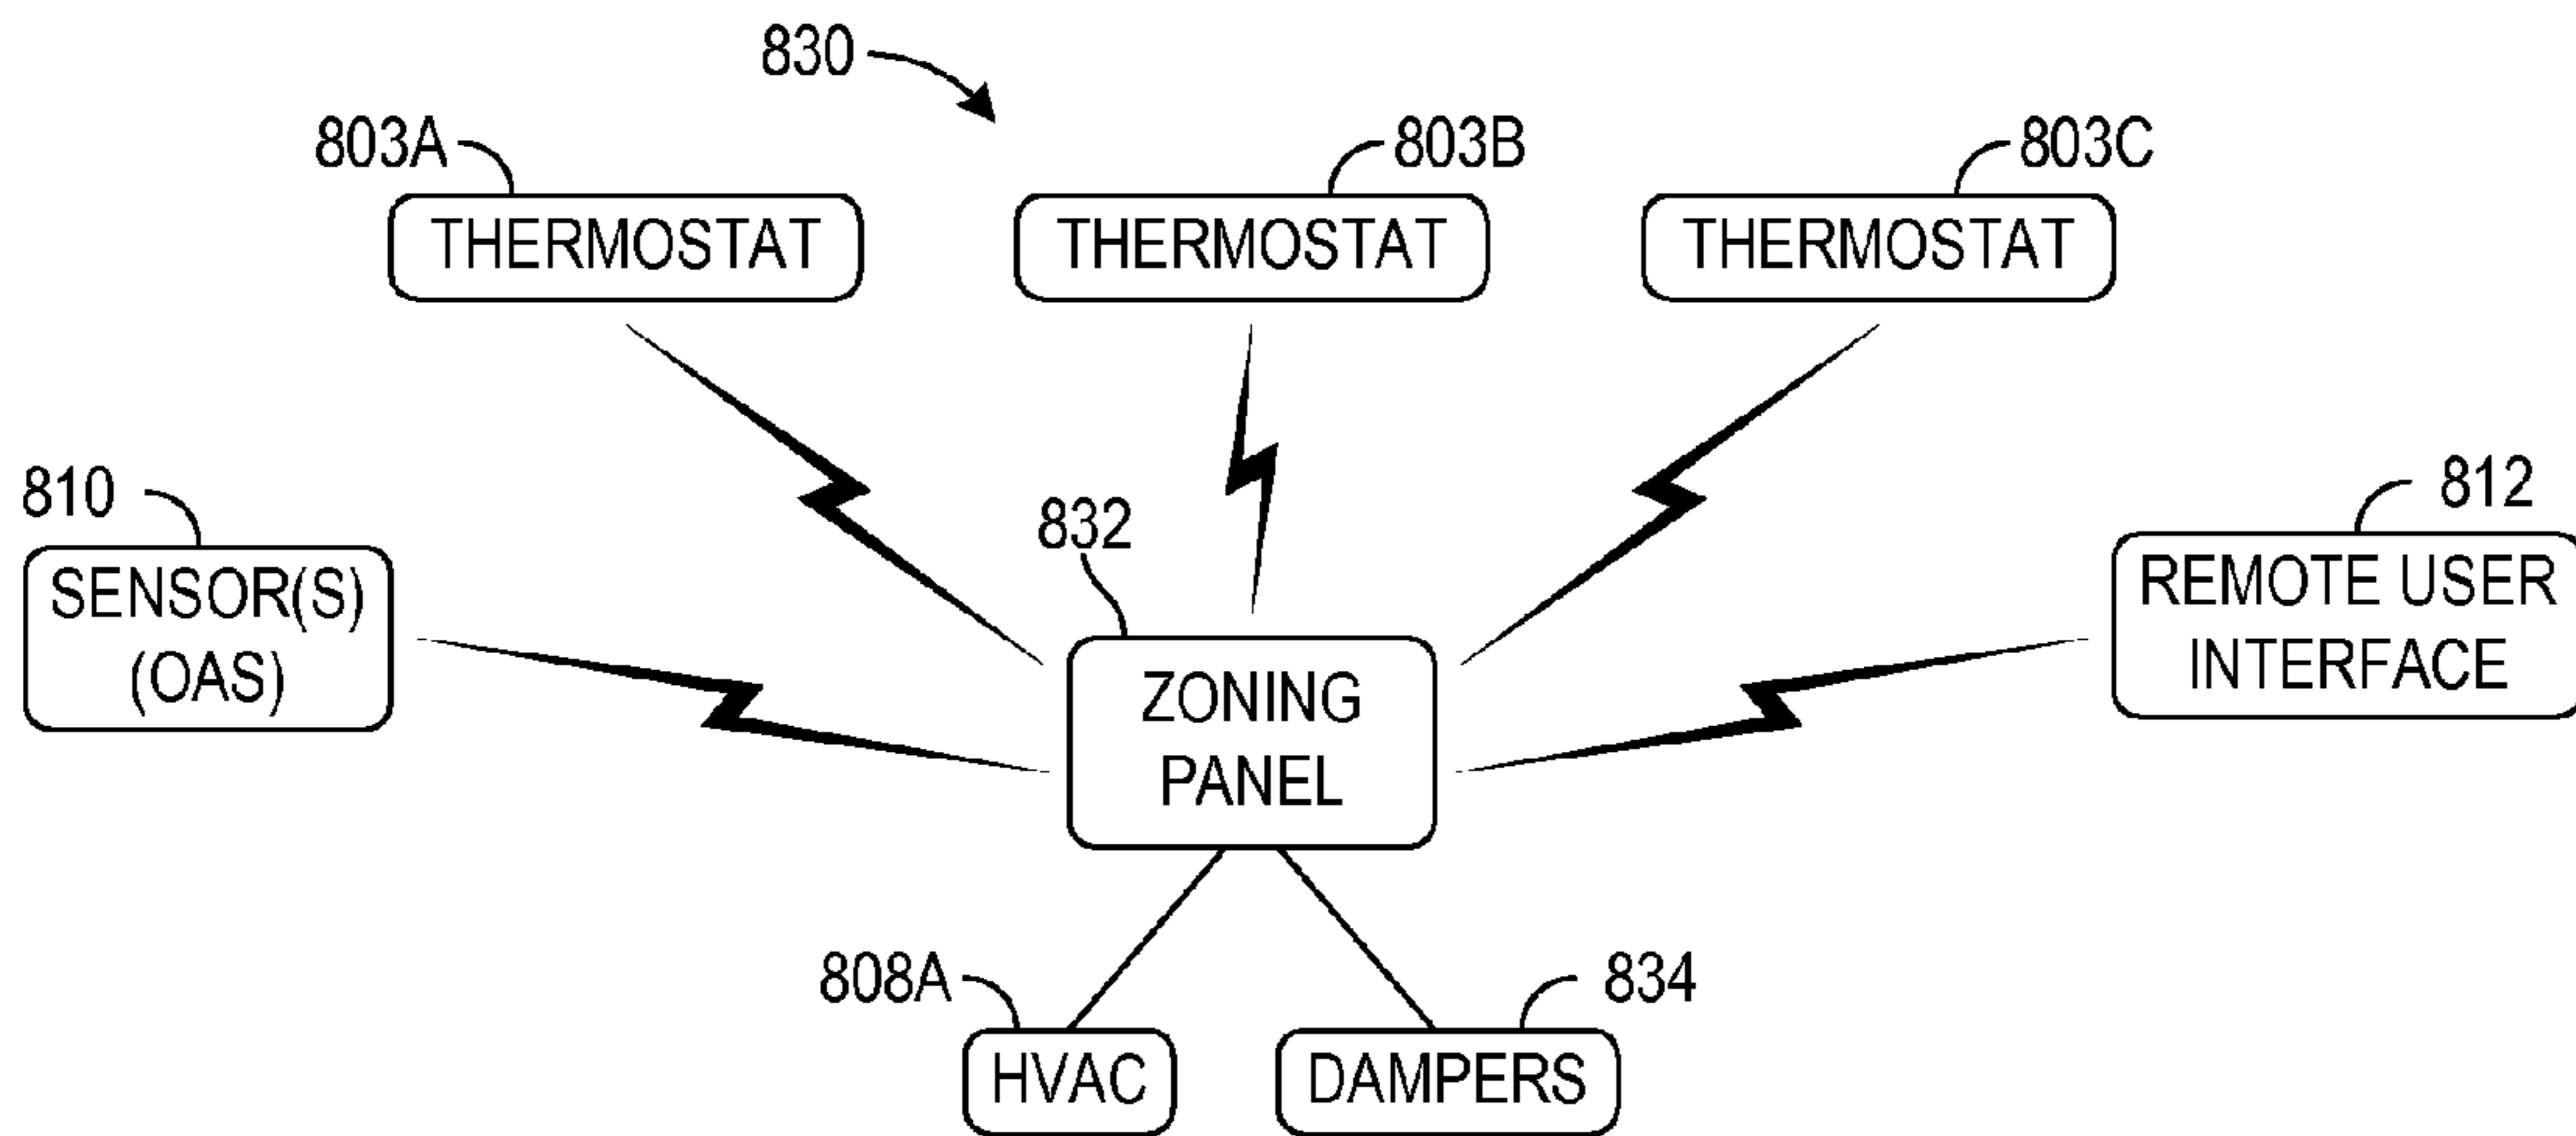 830
803A
803B
803C
THERMOSTAT
THERMOSTAT
THERMOSTAT
810
832
812
SENSOR(S)
(OAS)
REMOTE USER
INTERFACE
ZONING
PANEL
808A
834
HVAC
DAMPERS